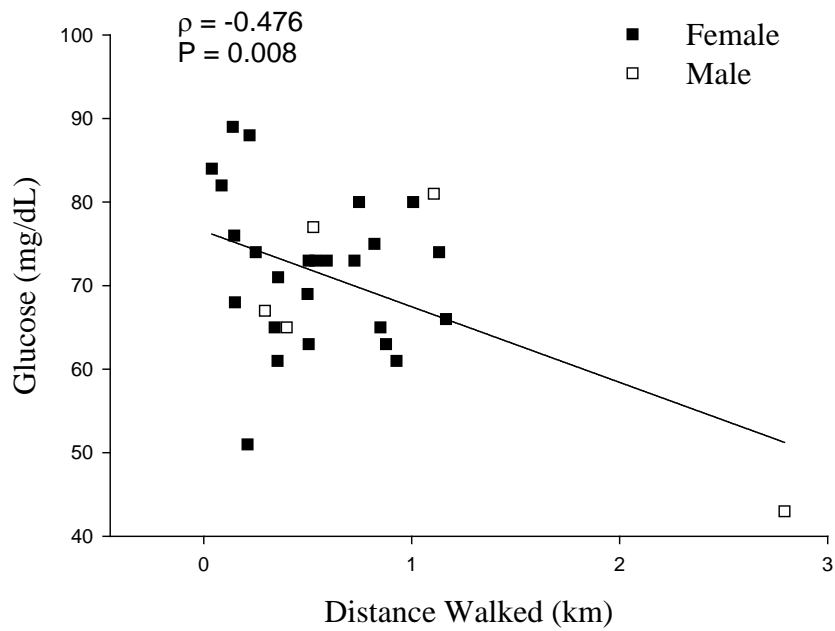 ρ = -0.476
P = 0.008
Female
Male
100
90
80
70
60
50
40
Glucose (mg/dL)
0 1 2 3
Distance Walked (km)